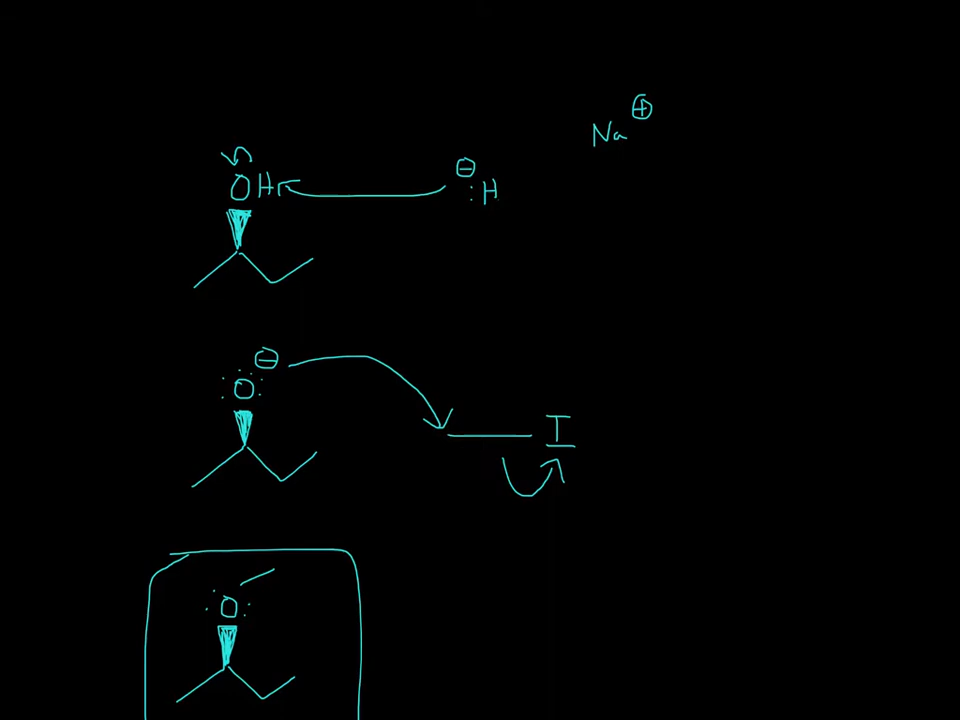 Na ⊕
OH ⊖ :H
⊖
:Ö:
I
:Ö: